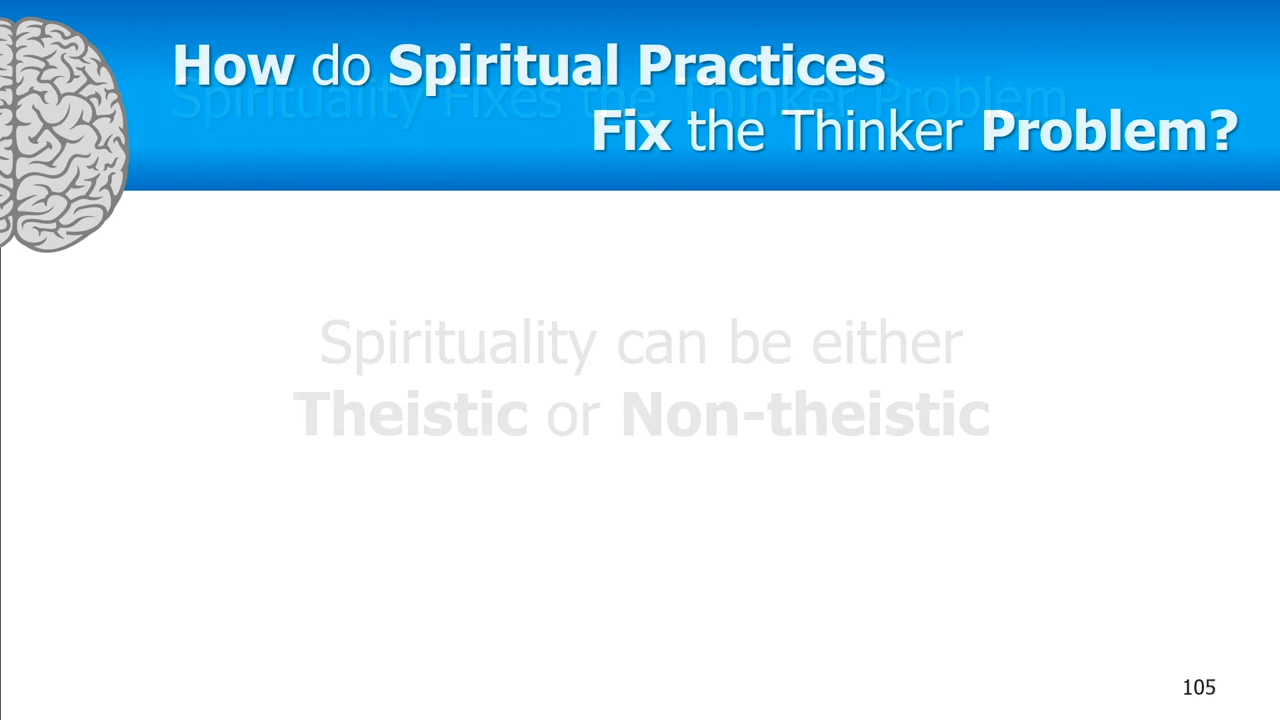 How do Spiritual Practices
Spirituality Fixes the Thinker Problem
Fix the Thinker Problem?
Spirituality can be either
Theistic or Non-theistic
105